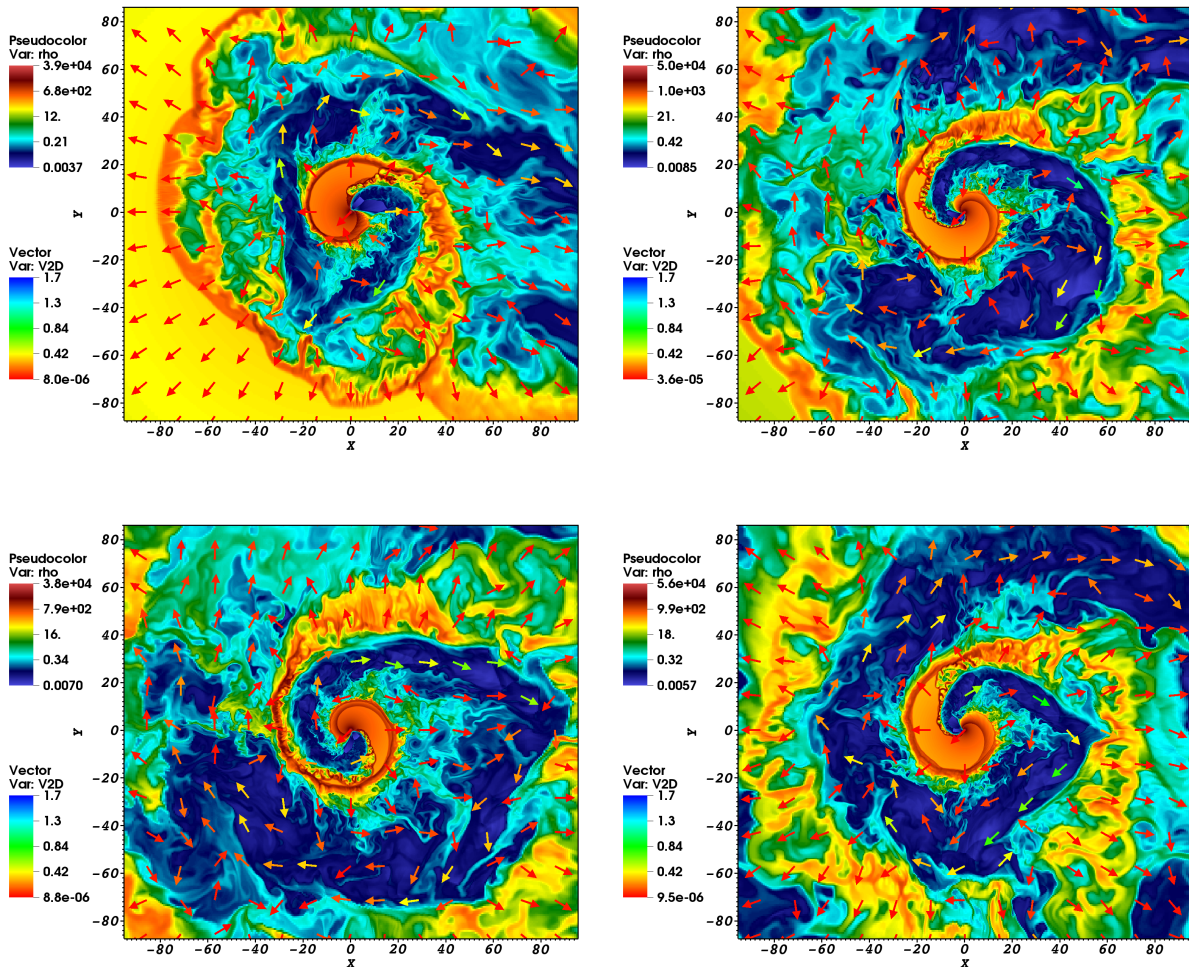 Pseudocolor
Var: rho
3.9e+04
6.8e+02
12.
0.21
0.0037
Vector
Var: V2D
1.7
1.3
0.84
0.42
8.0e-06
80
60
40
20
0
-20
-40
-60
-80
Y
-80 -60 -40 -20 0 20 40 60 80
X
Pseudocolor
Var: rho
5.0e+04
1.0e+03
21.
0.42
0.0085
Vector
Var: V2D
1.7
1.3
0.84
0.42
3.6e-05
80
60
40
20
0
-20
-40
-60
-80
Y
-80 -60 -40 -20 0 20 40 60 80
X
Pseudocolor
Var: rho
3.8e+04
7.9e+02
16.
0.34
0.0070
Vector
Var: V2D
1.7
1.3
0.84
0.42
8.8e-06
80
60
40
20
0
-20
-40
-60
-80
Y
-80 -60 -40 -20 0 20 40 60 80
X
Pseudocolor
Var: rho
5.6e+04
9.9e+02
18.
0.32
0.0057
Vector
Var: V2D
1.7
1.3
0.84
0.42
9.5e-06
80
60
40
20
0
-20
-40
-60
-80
Y
-80 -60 -40 -20 0 20 40 60 80
X